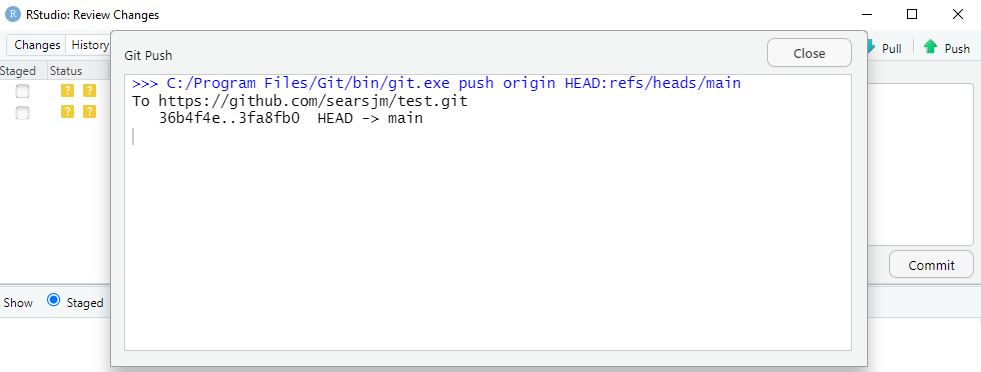 R RStudio: Review Changes
Changes History
Pull Push
Git Push
Close
Staged Status
>>> C:/Program Files/Git/bin/git.exe push origin HEAD:refs/heads/main
? ?
To https://github.com/searsjm/test.git
? ?
36b4f4e..3fa8fb0 HEAD -> main
Commit
Show Staged